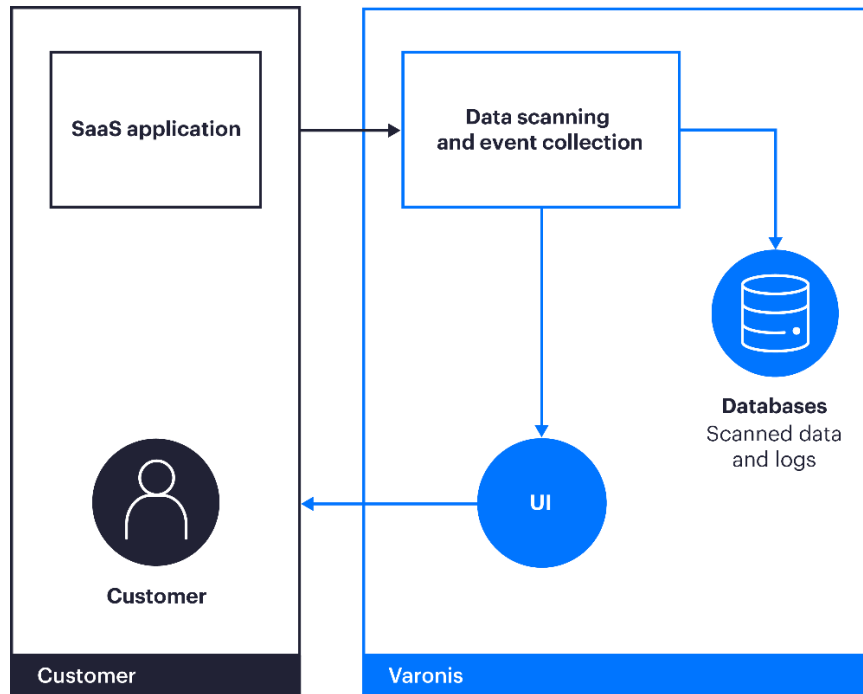 SaaS application
Data scanning
and event collection
Databases
Scanned data
and logs
UI
Customer
Customer
Varonis